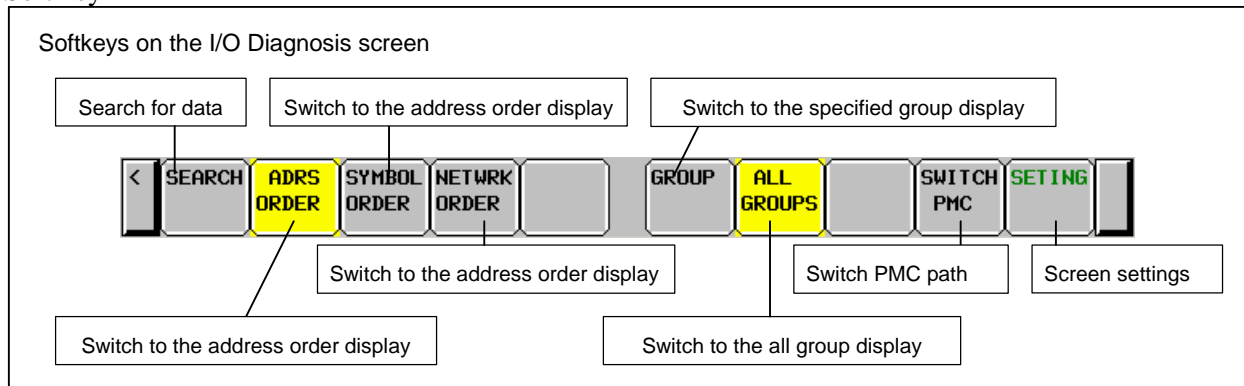 Softkeys on the I/O Diagnosis screen
Search for data
Switch to the address order display
Switch to the specified group display
< SEARCH ADRS ORDER SYMBOL ORDER NETWRK ORDER GROUP ALL GROUPS SWITCH PMC SETING
Switch to the address order display
Switch PMC path
Screen settings
Switch to the address order display
Switch to the all group display